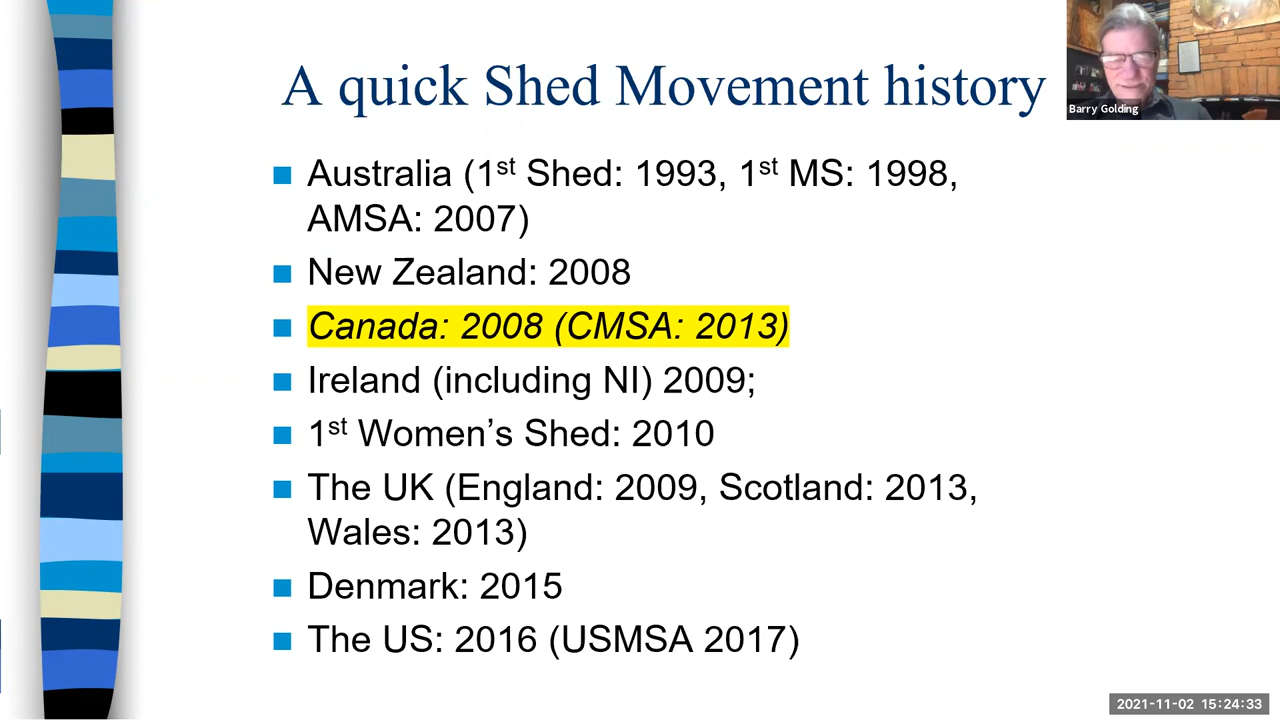 A quick Shed Movement history
Barry Golding
Australia (1st Shed: 1993, 1st MS: 1998,
AMSA: 2007)
New Zealand: 2008
Canada: 2008 (CMSA: 2013)
Ireland (including NI) 2009;
1st Women’s Shed: 2010
The UK (England: 2009, Scotland: 2013,
Wales: 2013)
Denmark: 2015
The US: 2016 (USMSA 2017)
2021-11-02 15:24:33